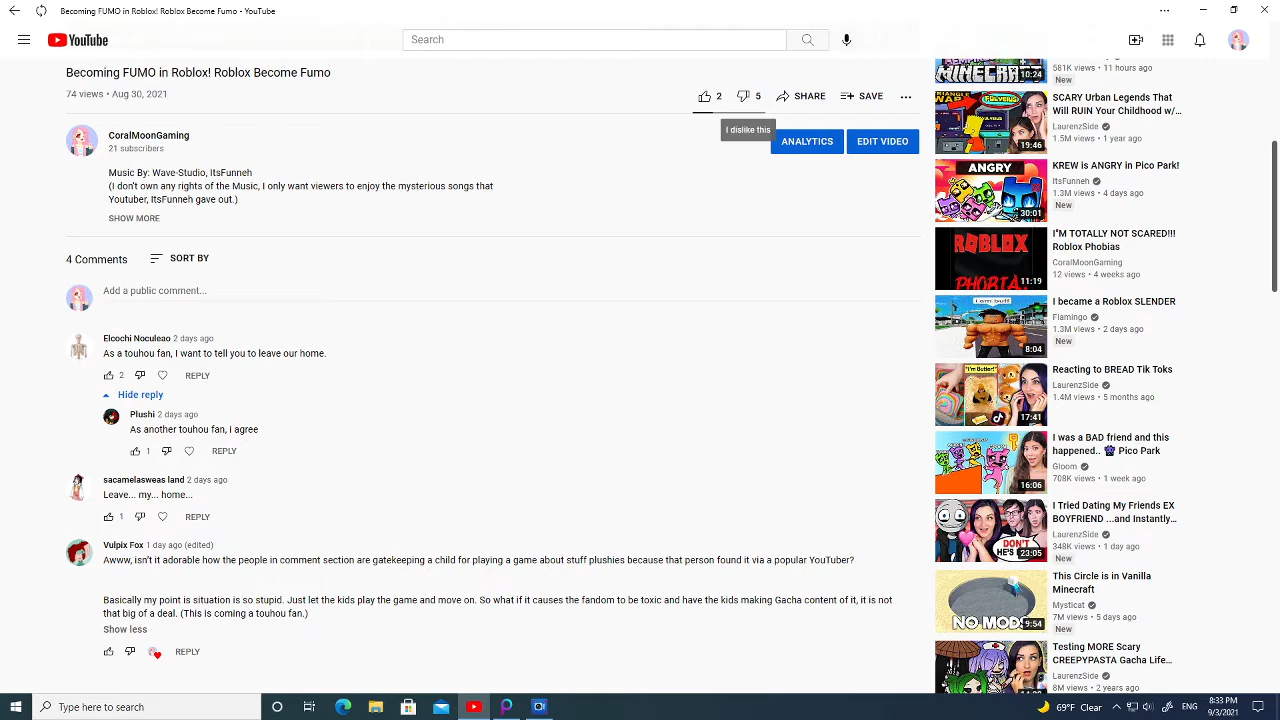 Becoming FUMO in Roblox! Roblox Become Fumo - YouTube
YouTube
Search
Becoming FUMO in Roblox! Roblox Become Fumo
74 views • Aug 30, 2021
2
5
SHARE
SAVE
I dislike this
CoralMoonGaming
21 subscribers
ANALYTICS
EDIT VIDEO
Music By: Wave-Studio, ItsFunneh
(I don't own any rights of the Music, I only want viewers to enjoy the mysterious songs that
Youtuber, ItsFunneh gave out.)
SHOW MORE
4 Comments
SORT BY
Add a public comment...
Elcochi Noculeao 2 days ago
As a touhou fan, I want to tell you to leave our home
2
REPLY
Hide reply
Plushi 2 days ago
As another touhou fan, i agree
1
REPLY
sacamelasweas land 2 days ago
Leave... my... home...
1
REPLY
Vulpix Fox 1 day ago (edited)
Awww, isn't it adorable how the people in comments are gatekeeping a child for playing a game about stuff plushies because that person found it via a popular YouTuber?
Basically my point is situation is so stupid. Just let the kids play the game and move on. So what if it causes the fandom to be toxic and have the kids making Gacha content of it, it is not
that big of a deal. (This is coming a touhou fan.)
Show less
REPLY
MINECRAFT
10:24
581K views • 11 hours ago
New
TRIANGLE
WAP
POLYBIUS
19:46
SCARY Urban Legends That
Will RUIN Your Childhood w/...
LaurenzSide
1.5M views • 1 year ago
ANGRY
30:01
KREW is ANGRY in Pico Park!
ItsFunneh
1.3M views • 4 days ago
New
ROBLOX
PHOBIA
11:19
I"M TOTALLY NOT SCARED!!!
Roblox Phobias
CoralMoonGaming
12 views • 4 weeks ago
i am buff
8:04
I became a Roblox SLENDER
Flamingo
1.3M views • 2 days ago
New
"I'm Butter!"
17:41
Reacting to BREAD Tik Toks
LaurenzSide
1.4M views • 5 months ago
16:06
I was a BAD friend and this
happened.. 😈 Pico Park
Gloom
708K views • 1 week ago
DON'T
HE'S
23:05
I Tried Dating My Friends EX
BOYFRIEND ...and Instantly...
LaurenzSide
348K views • 1 day ago
New
NO MODS
9:54
This Circle is in Vanilla
Minecraft
Mysticat
7M views • 5 days ago
New
Testing MORE Scary
CREEPYPASTA Gacha Life...
LaurenzSide
8M views • 2 years ago
Type here to search
69°F Clear
ENG
8:33 PM
9/3/2021